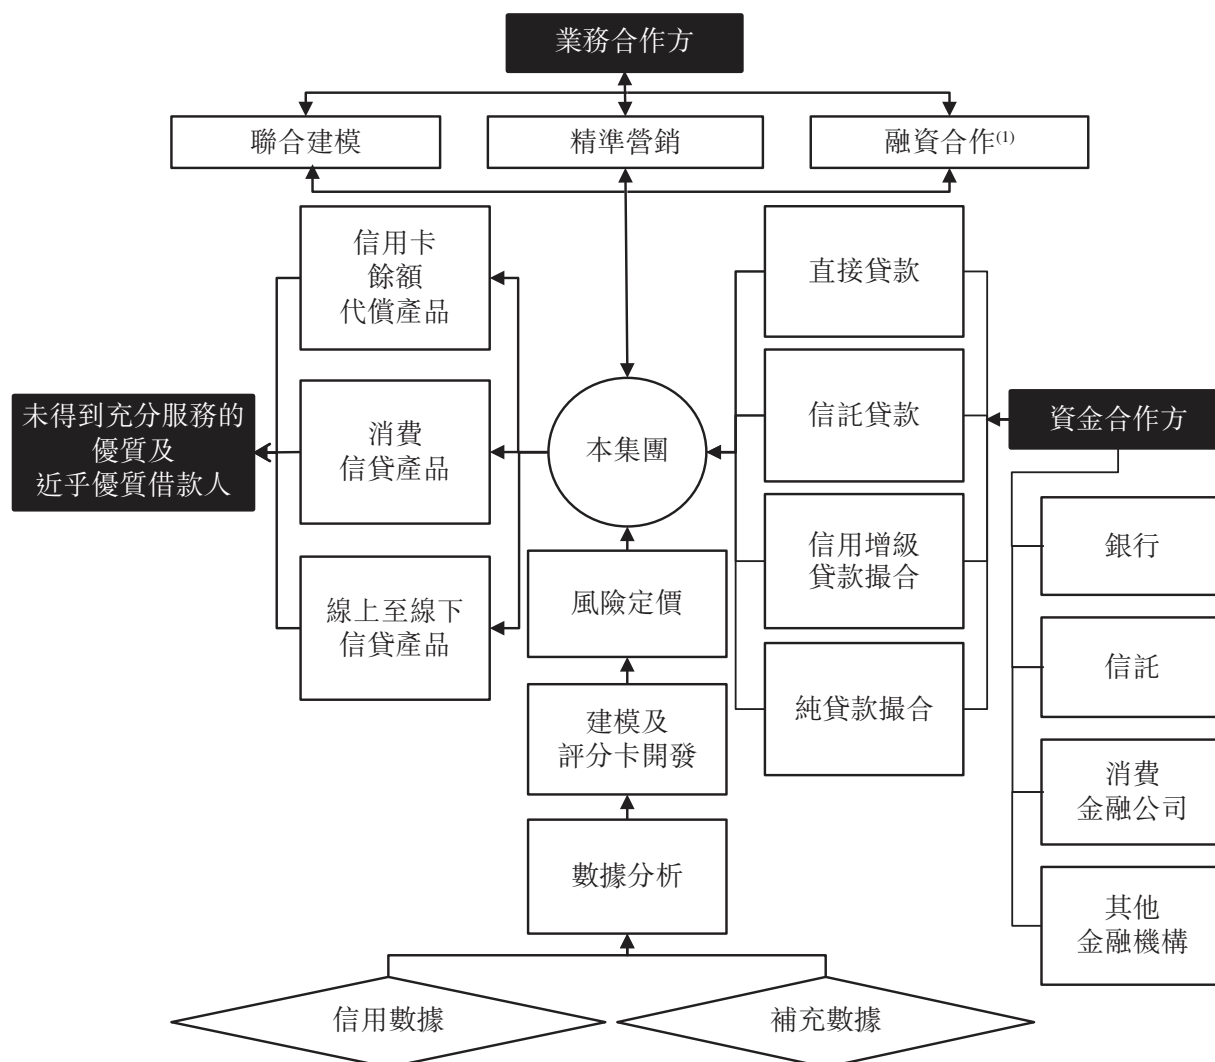 業務合作方
聯合建模
精準營銷
融資合作(1)
信用卡
餘額
代償產品
直接貸款
未得到充分服務的
優質及
近乎優質借款人
消費
信貸產品
本集團
信託貸款
資金合作方
線上至線下
信貸產品
風險定價
信用增級
貸款撮合
銀行
建模及
評分卡開發
純貸款撮合
信託
數據分析
消費
金融公司
其他
金融機構
信用數據
補充數據